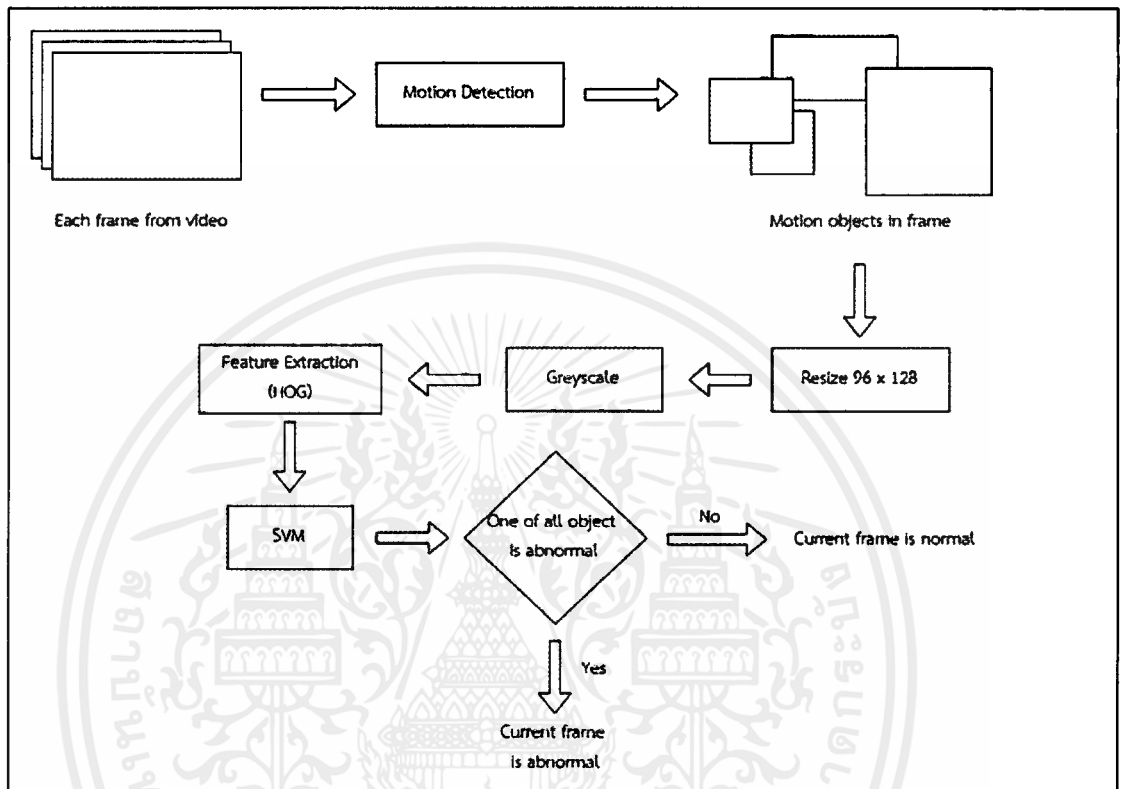 Each frame from video
Motion Detection
Motion objects in frame
Resize 96 x 128
Greyscale
Feature Extraction
(HOG)
SVM
One of all object
is abnormal
No
Current frame is normal
Yes
Current frame
is abnormal